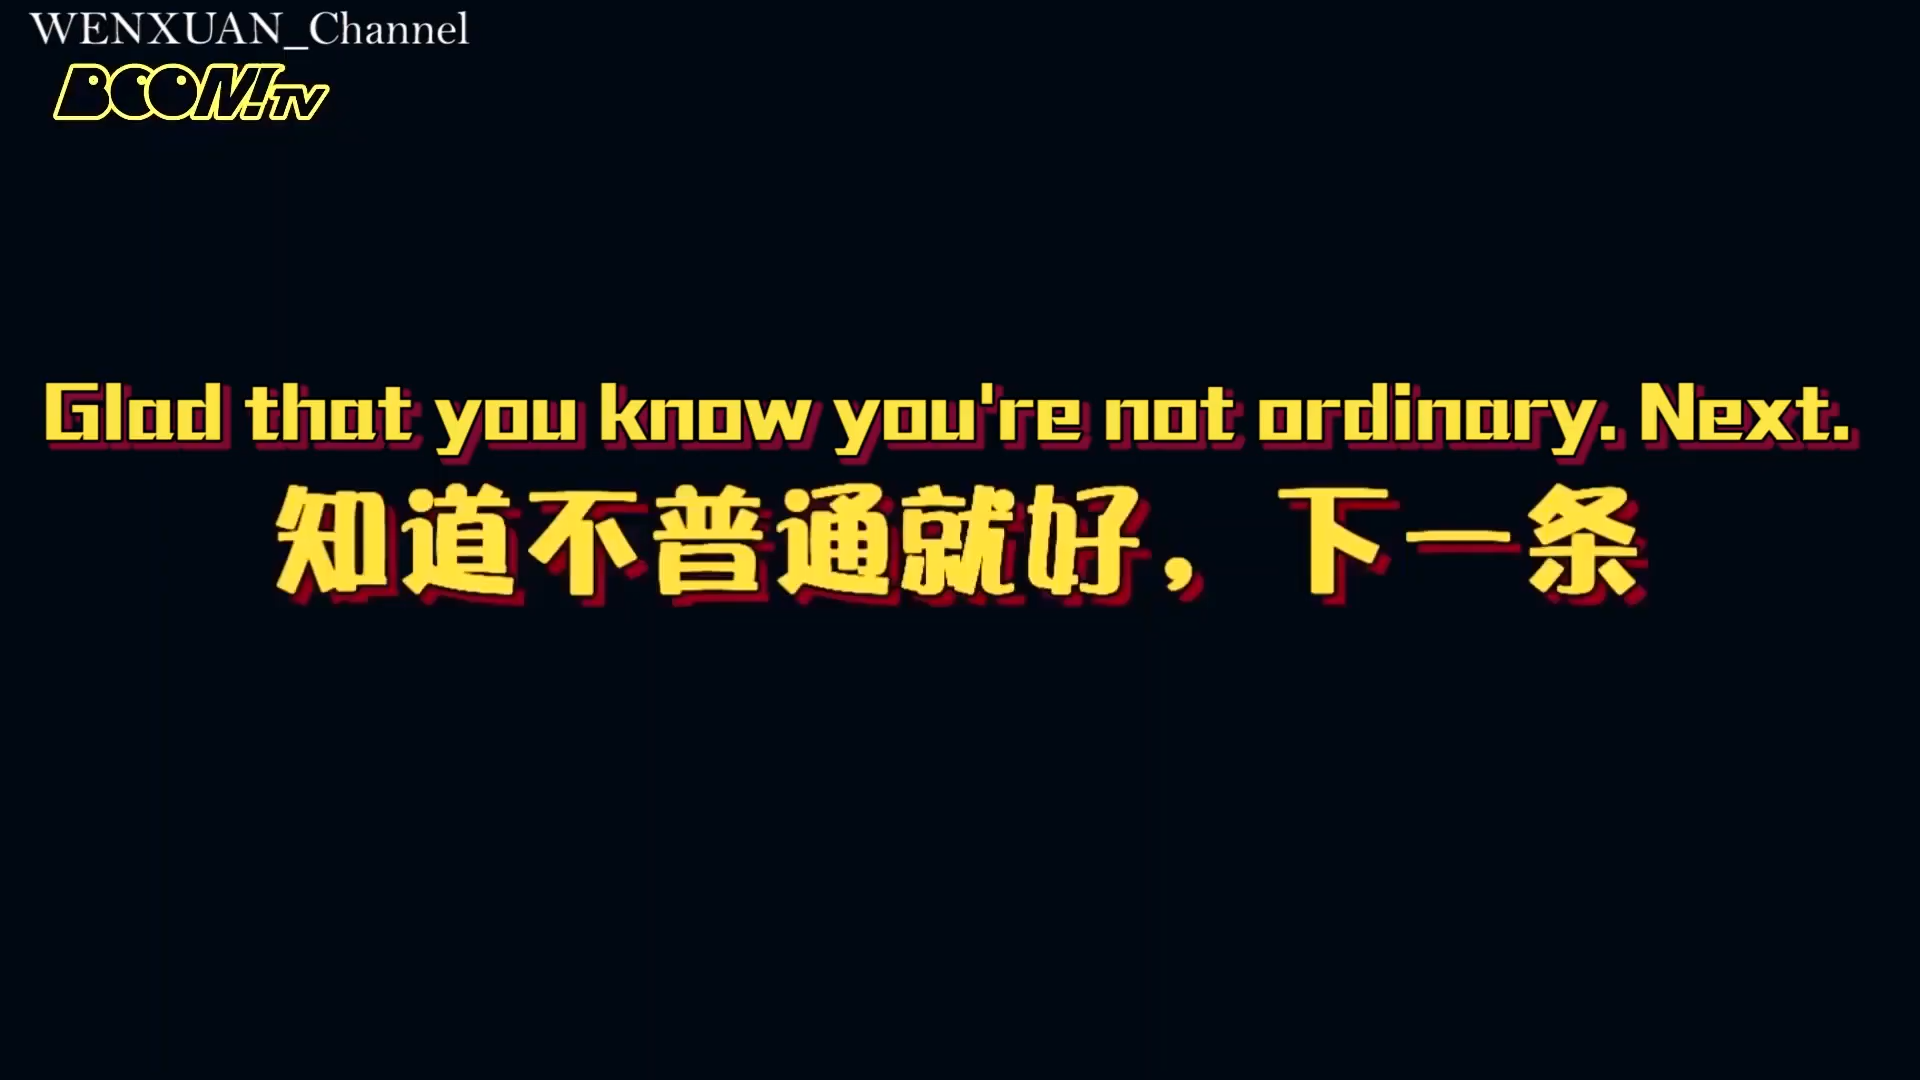 WENXUAN_Channel
BOOM!TV
Glad that you know you're not ordinary. Next.
知道不普通就好，下一条